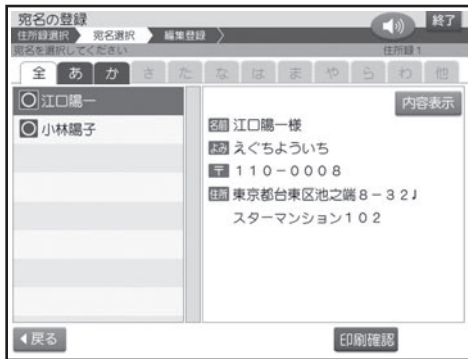 宛名の登録
終了
住所録選択 宛名選択 編集登録
宛名を選択してください 住所録1
全 あ か さ た な は ま や ら わ 他
江口陽一
小林陽子
内容表示
名前 江口陽一様
よみ えぐちよういち
〒 110-0008
住所 東京都台東区池之端8-32↲
スターマンション102
戻る
印刷確認